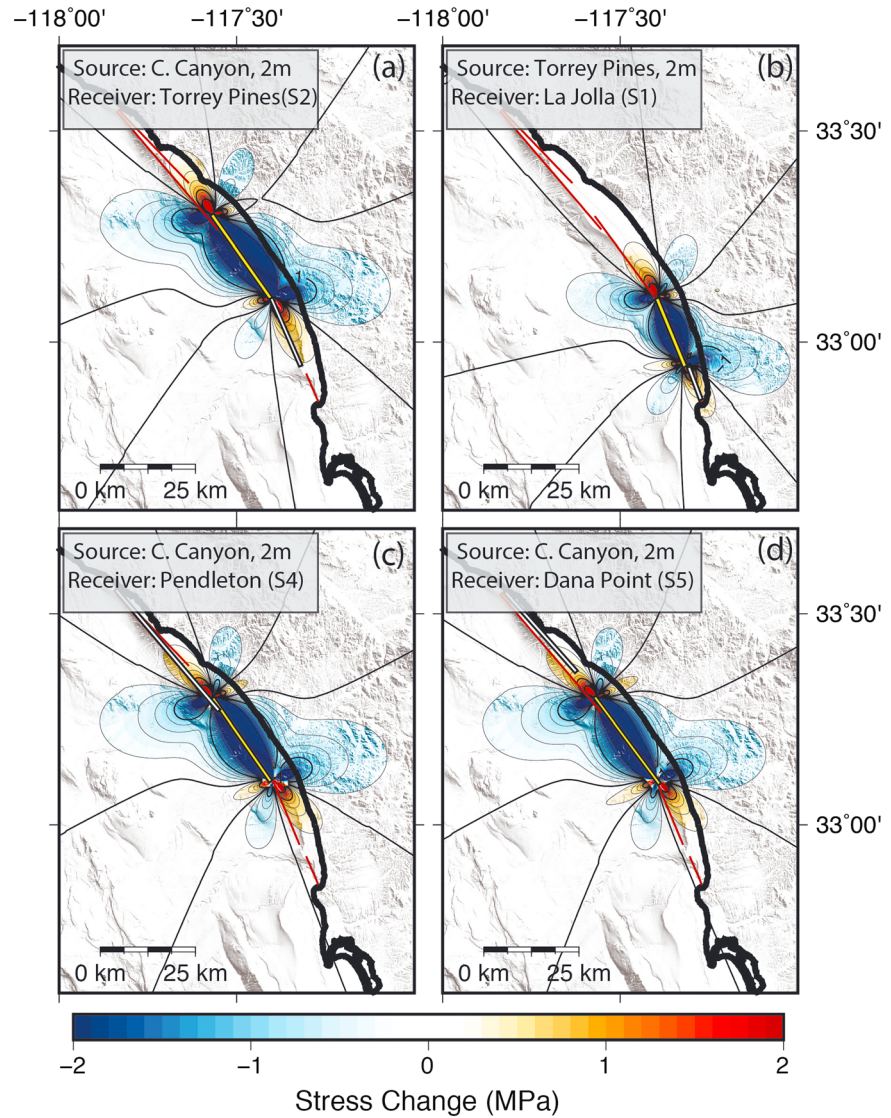 −118˚00' −117˚30' −118˚00' −117˚30'
Source: C. Canyon, 2m
Receiver: Torrey Pines(S2)
(a)
1
0 km 25 km
Source: Torrey Pines, 2m
Receiver: La Jolla (S1)
(b)
33˚30'
33˚00'
0 km 25 km
Source: C. Canyon, 2m
Receiver: Pendleton (S4)
(c)
0 km 25 km
Source: C. Canyon, 2m
Receiver: Dana Point (S5)
(d)
33˚30'
33˚00'
0 km 25 km
−2 −1 0 1 2
Stress Change (MPa)